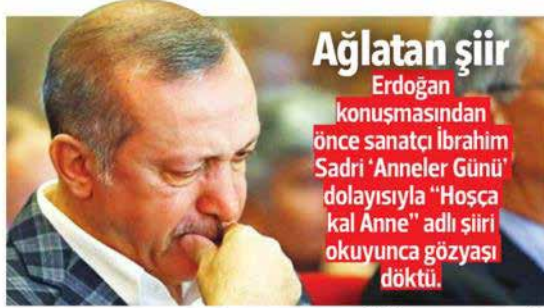 Ağlatan şiir
Erdoğan
konuşmasından
önce sanatçı İbrahim
Sadri ‘Anneler Günü’
dolayısıyla “Hoşça
kal Anne” adlı şiiri
okuyunca gözyaşı
döktü.